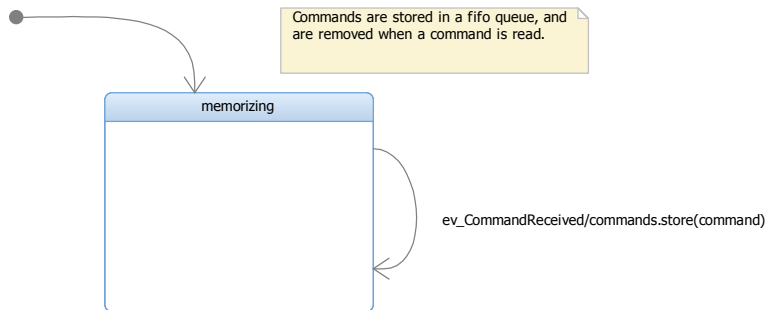 Commands are stored in a fifo queue, and
are removed when a command is read.
memorizing
ev_CommandReceived/commands.store(command)